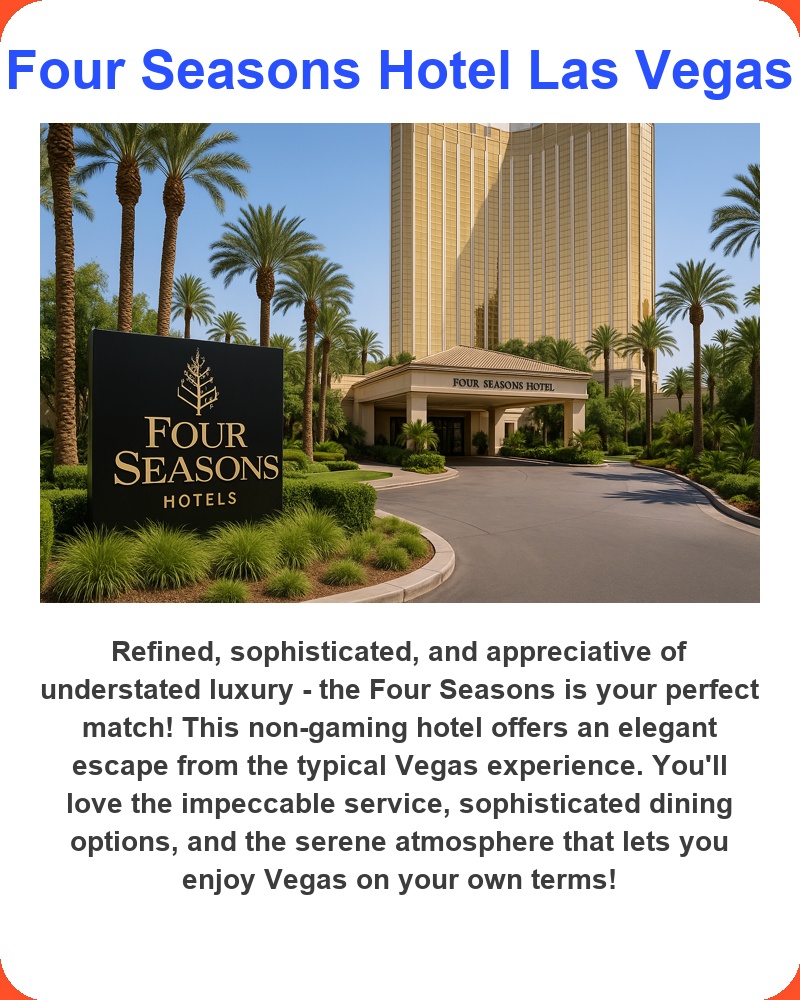 Four Seasons Hotel Las Vegas
FOUR SEASONS HOTEL
FOUR
SEASONS
HOTELS
Refined, sophisticated, and appreciative of
understated luxury - the Four Seasons is your perfect
match! This non-gaming hotel offers an elegant
escape from the typical Vegas experience. You'll
love the impeccable service, sophisticated dining
options, and the serene atmosphere that lets you
enjoy Vegas on your own terms!